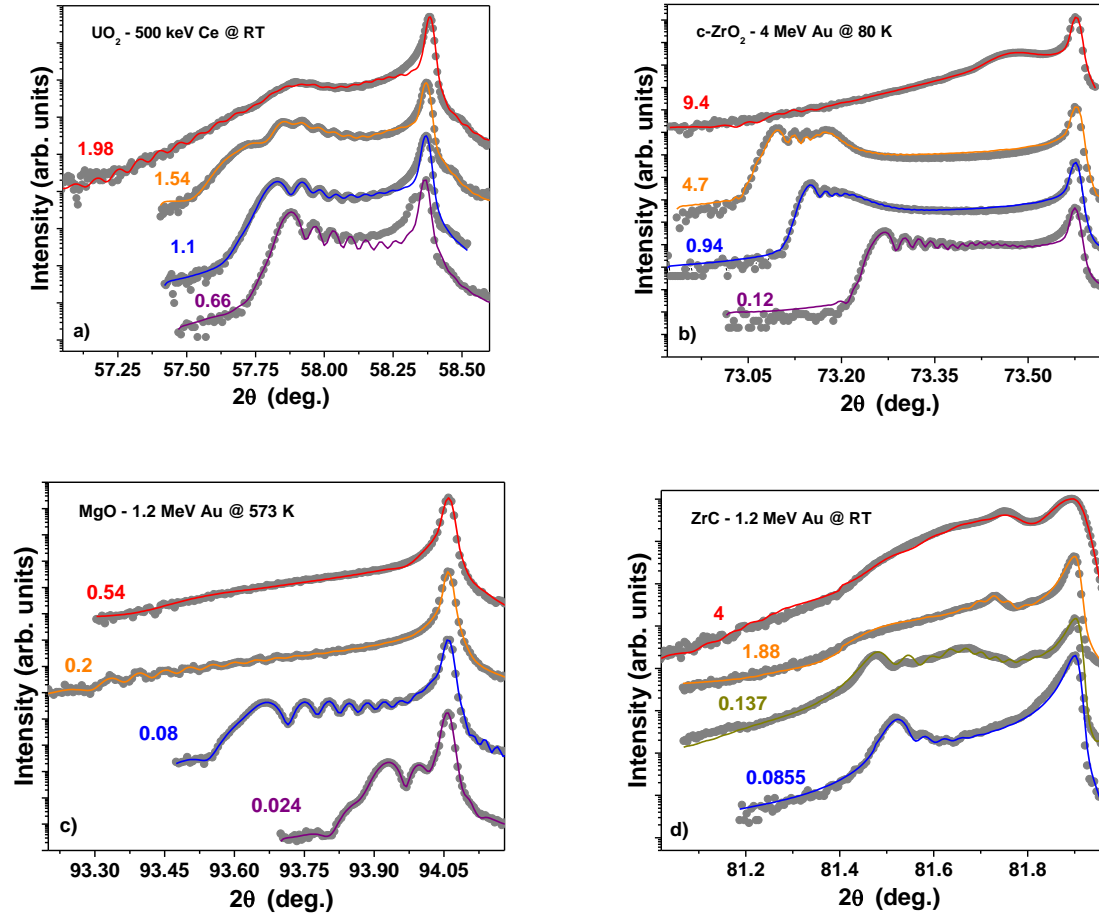 UO₂ - 500 keV Ce @ RT
1.98
1.54
1.1
0.66
a)
Intensity (arb. units)
57.25 57.50 57.75 58.00 58.25 58.50
2θ (deg.)
c-ZrO₂ - 4 MeV Au @ 80 K
9.4
4.7
0.94
0.12
b)
Intensity (arb. units)
73.05 73.20 73.35 73.50
2θ (deg.)
MgO - 1.2 MeV Au @ 573 K
0.54
0.2
0.08
0.024
c)
Intensity (arb. units)
93.30 93.45 93.60 93.75 93.90 94.05
2θ (deg.)
ZrC - 1.2 MeV Au @ RT
4
1.88
0.137
0.0855
d)
Intensity (arb. units)
81.2 81.4 81.6 81.8
2θ (deg.)